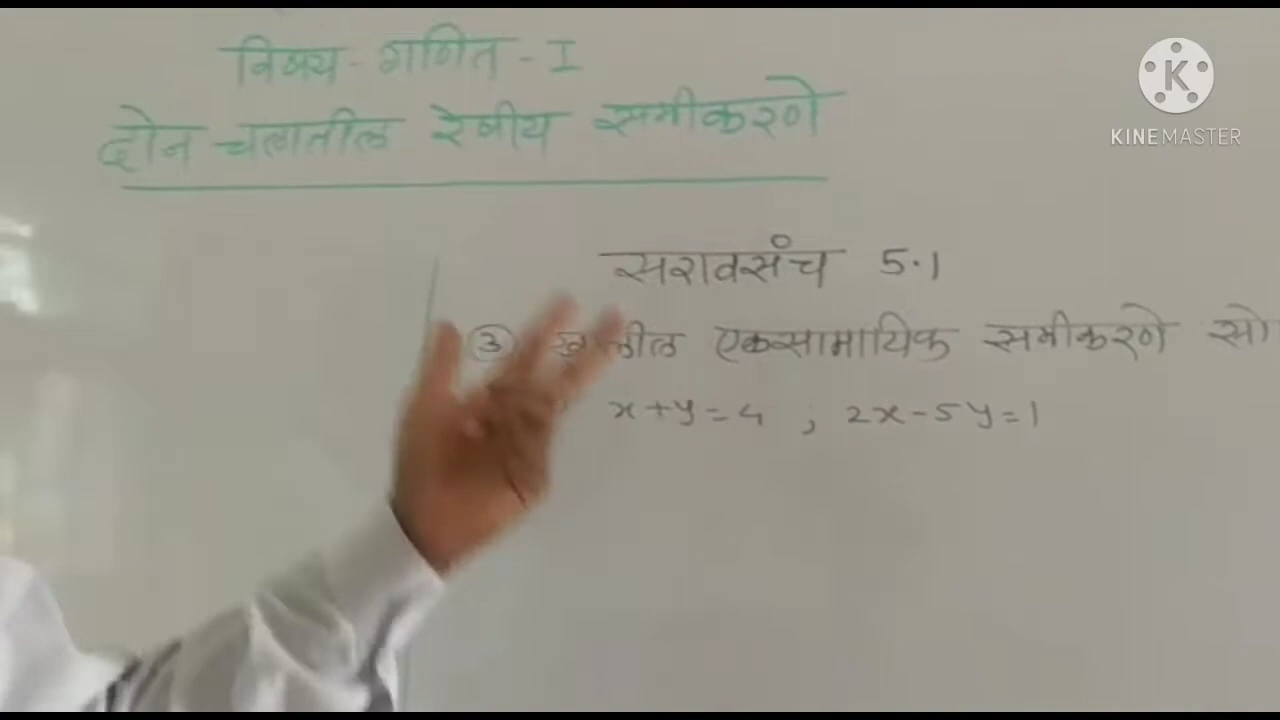 विषय - गणित - I
दोन चलातील रेषीय समीकरणे
सरावसंच 5.1
③ खालील एकसामायिक समीकरणे सो
x+y=4 ; 2x-5y=1
K
KINEMASTER